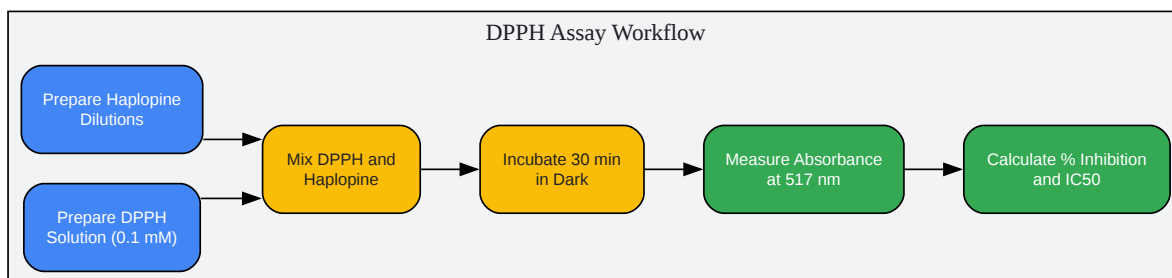 DPPH Assay Workflow
Prepare Haplopine
Dilutions
Prepare DPPH
Solution (0.1 mM)
Mix DPPH and
Haplopine
Incubate 30 min
in Dark
Measure Absorbance
at 517 nm
Calculate % Inhibition
and IC50